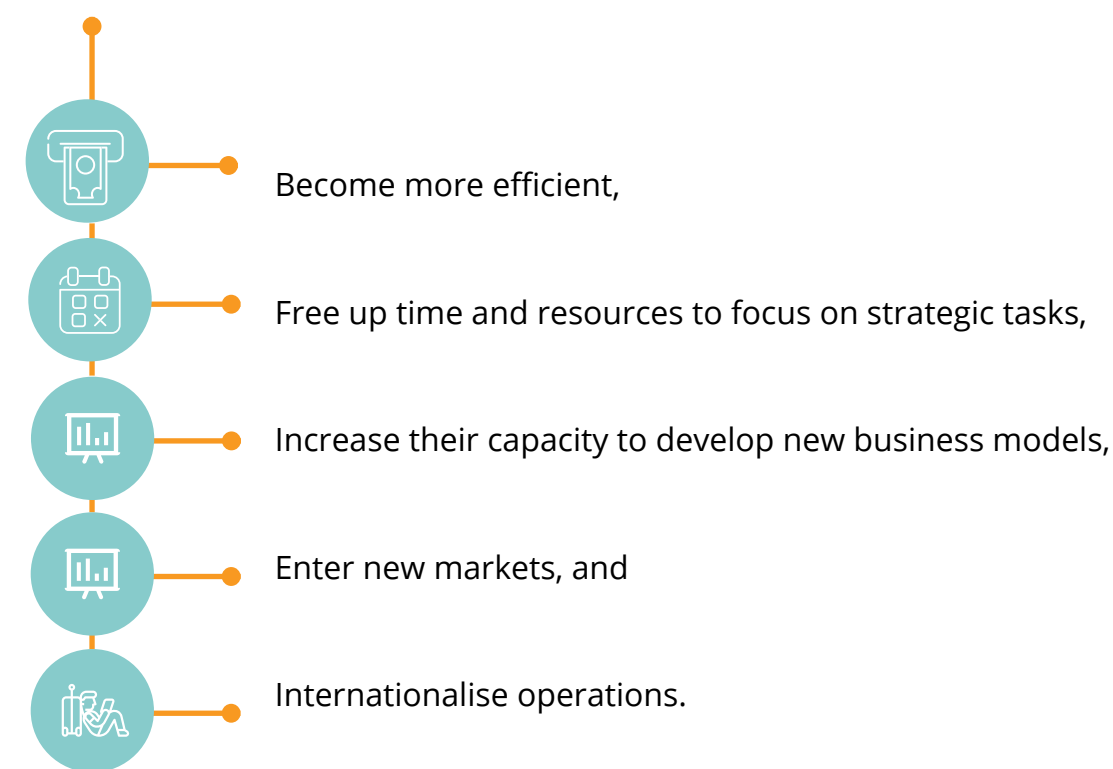 Become more efficient,
Free up time and resources to focus on strategic tasks,
Increase their capacity to develop new business models,
Enter new markets, and
Internationalise operations.